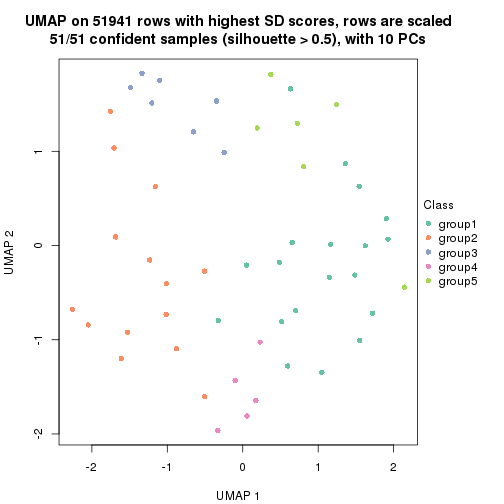 UMAP on 51941 rows with highest SD scores, rows are scaled
51/51 confident samples (silhouette > 0.5), with 10 PCs
UMAP 2
1
0
-1
-2
-2
-1
0
1
2
UMAP 1
Class
group1
group2
group3
group4
group5